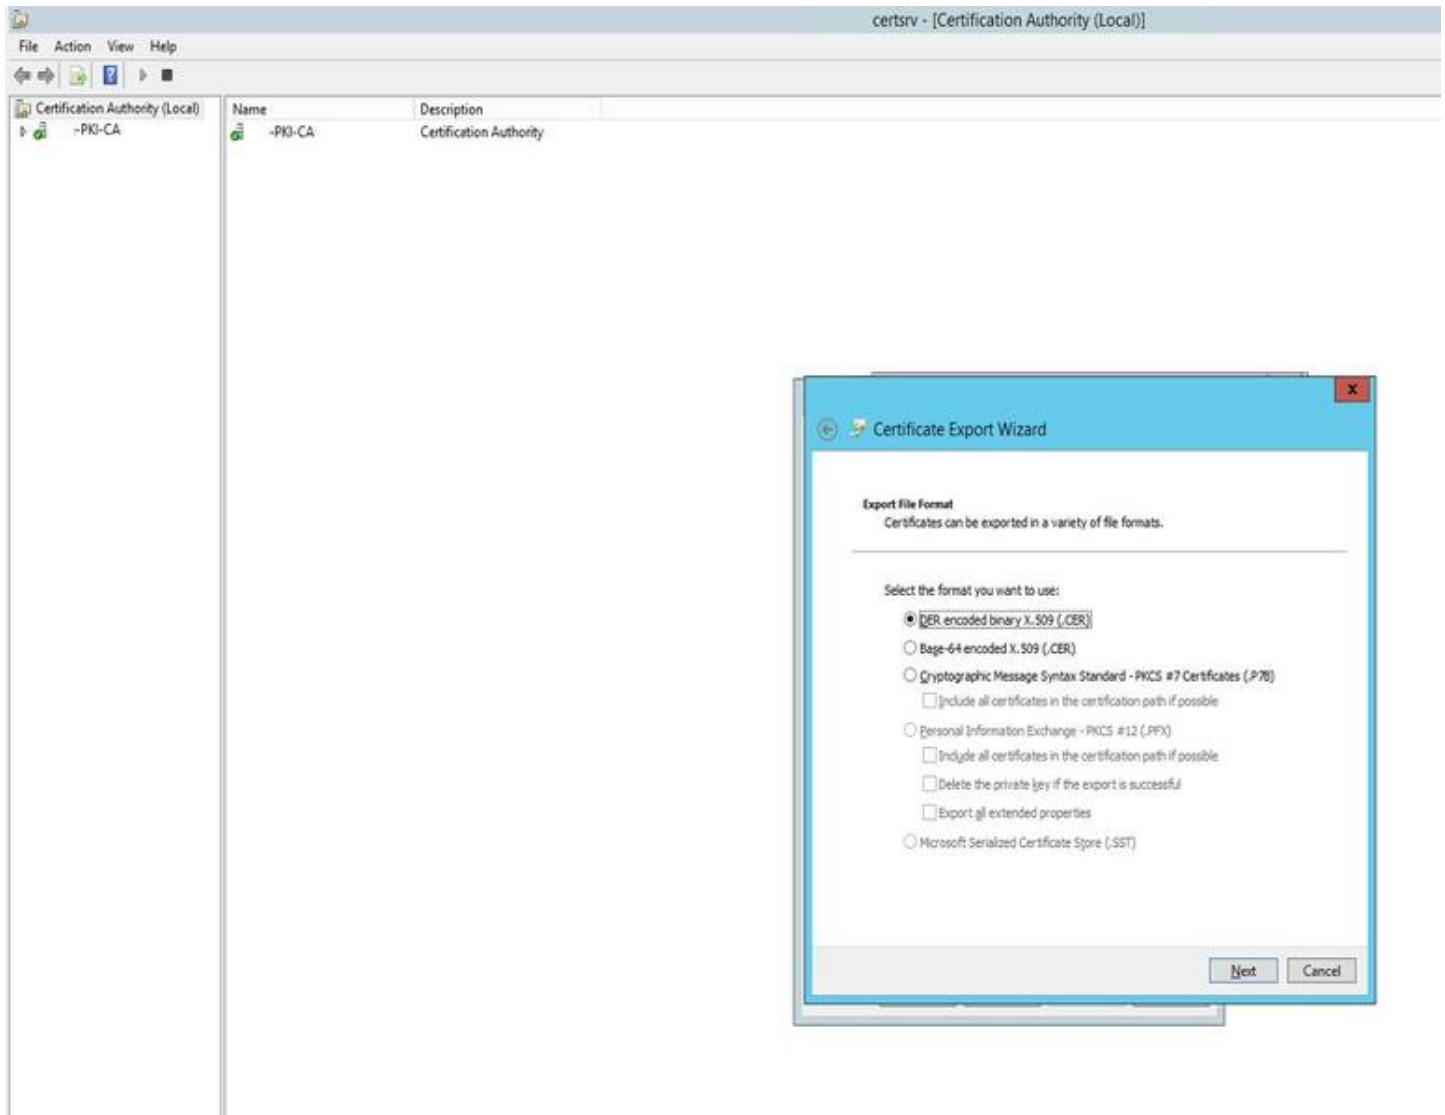 certsrv - [Certification Authority (Local)]
File Action View Help
Certification Authority (Local)
-PKI-CA
Name Description
-PKI-CA Certification Authority
Certificate Export Wizard
Export File Format
Certificates can be exported in a variety of file formats.
Select the format you want to use:
DER encoded binary X.509 (.CER)
Base-64 encoded X.509 (.CER)
Cryptographic Message Syntax Standard - PKCS #7 Certificates (.P7B)
Include all certificates in the certification path if possible
Personal Information Exchange - PKCS #12 (.PFX)
Include all certificates in the certification path if possible
Delete the private key if the export is successful
Export all extended properties
Microsoft Serialized Certificate Store (.SST)
Next Cancel